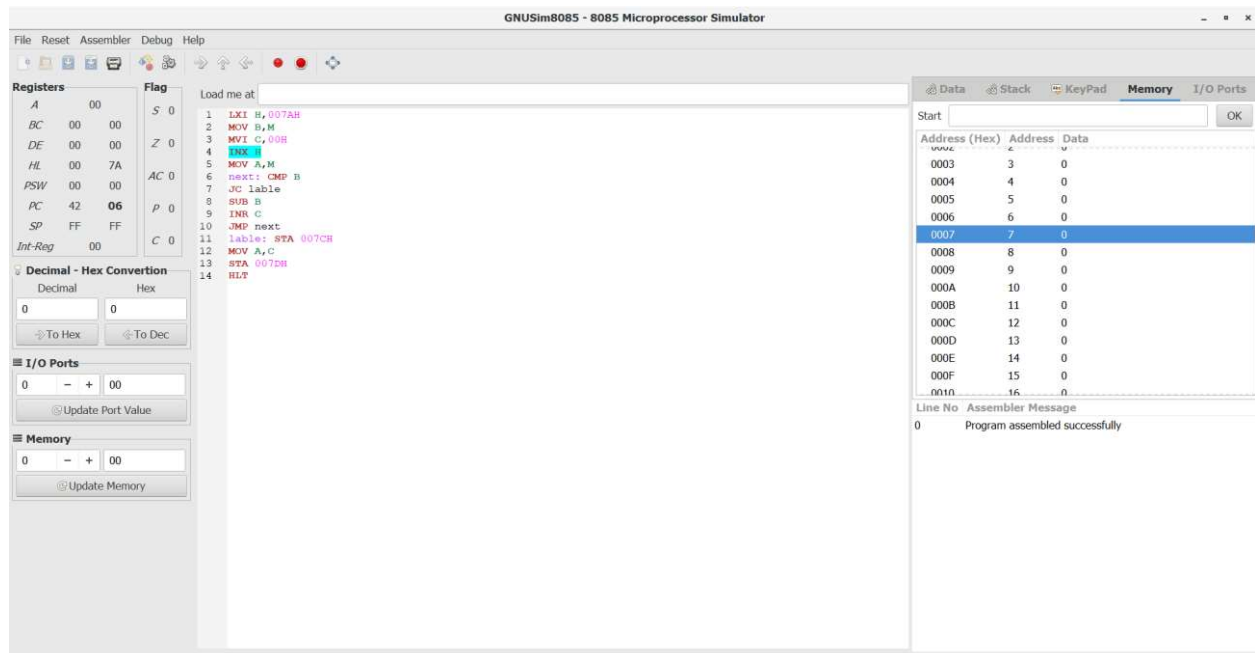 GNUSim8085 - 8085 Microprocessor Simulator
File Reset Assembler Debug Help
Registers
A 00
BC 00 00
DE 00 00
HL 00 7A
PSW 00 00
PC 42 06
SP FF FF
Int-Reg 00
Flag
S 0
Z 0
AC 0
P 0
C 0
Decimal - Hex Convertion
Decimal Hex
0 0
To Hex To Dec
I/O Ports
0 - + 00
Update Port Value
Memory
0 - + 00
Update Memory
Load me at
1 LXI H,007AH
2 MOV B,M
3 MVI C,00H
4 INX H
5 MOV A,M
6 next: CMP B
7 JC lable
8 SUB B
9 INR C
10 JMP next
11 lable: STA 007CH
12 MOV A,C
13 STA 007DH
14 HLT
Data Stack KeyPad Memory I/O Ports
Start OK
Address (Hex) Address Data
0002 2 0
0003 3 0
0004 4 0
0005 5 0
0006 6 0
0007 7 0
0008 8 0
0009 9 0
000A 10 0
000B 11 0
000C 12 0
000D 13 0
000E 14 0
000F 15 0
0010 16 0
Line No Assembler Message
0 Program assembled successfully